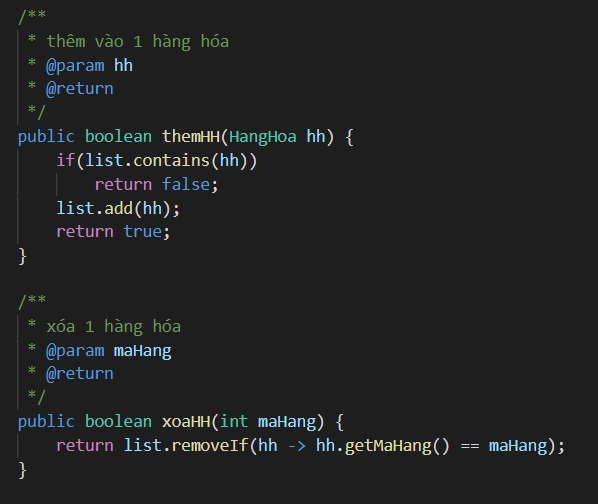 /**
 * thêm vào 1 hàng hóa
 * @param hh
 * @return
 */
public boolean themHH(HangHoa hh) {
    if(list.contains(hh))
        return false;
    list.add(hh);
    return true;
}

/**
 * xóa 1 hàng hóa
 * @param maHang
 * @return
 */
public boolean xoaHH(int maHang) {
    return list.removeIf(hh -> hh.getMaHang() == maHang);
}